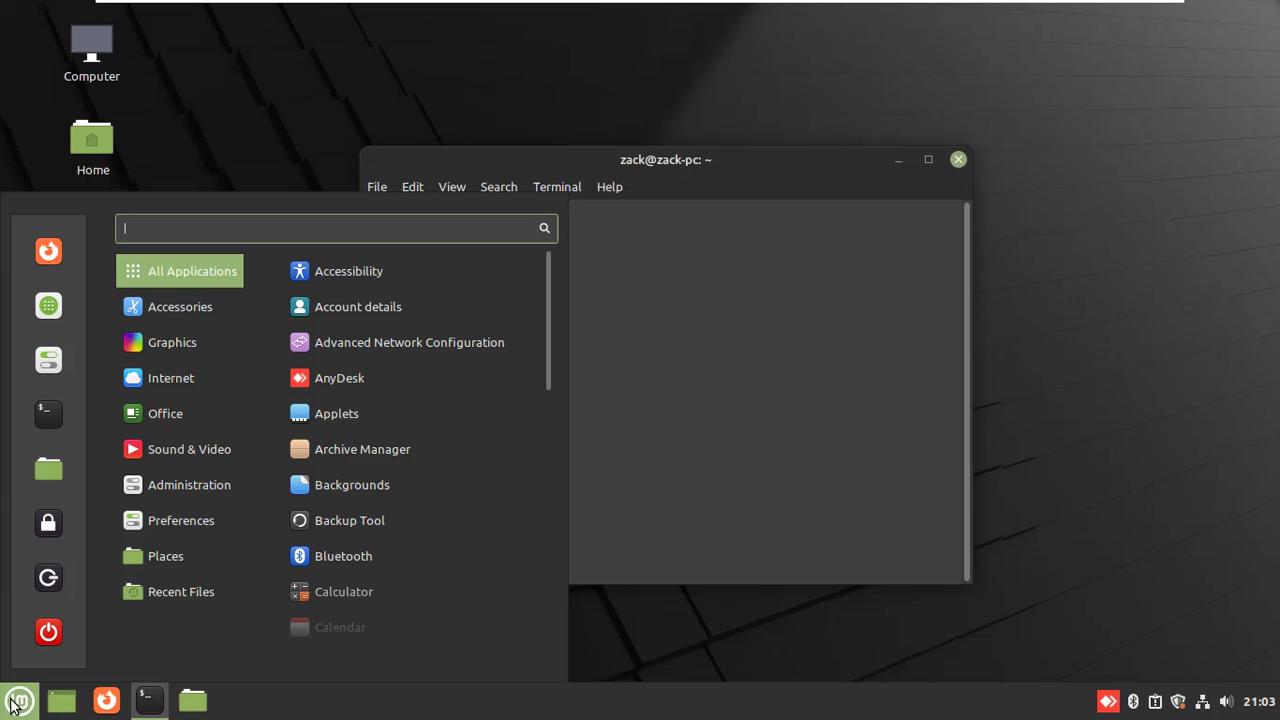 Computer
Home
zack@zack-pc: ~
File Edit View Search Terminal Help
All Applications
Accessories
Graphics
Internet
Office
Sound & Video
Administration
Preferences
Places
Recent Files
Accessibility
Account details
Advanced Network Configuration
AnyDesk
Applets
Archive Manager
Backgrounds
Backup Tool
Bluetooth
Calculator
Calendar
21:03